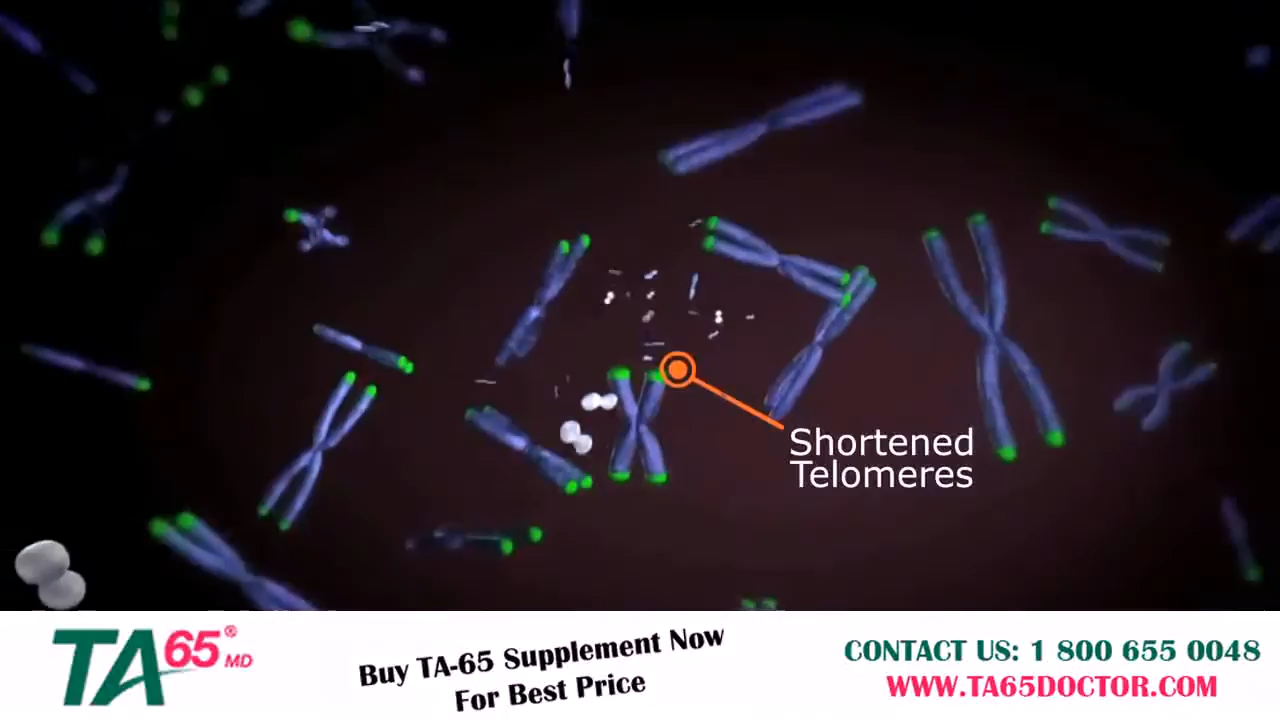 Shortened
Telomeres
TA65® MD
Buy TA-65 Supplement Now
For Best Price
CONTACT US: 1 800 655 0048
WWW.TA65DOCTOR.COM